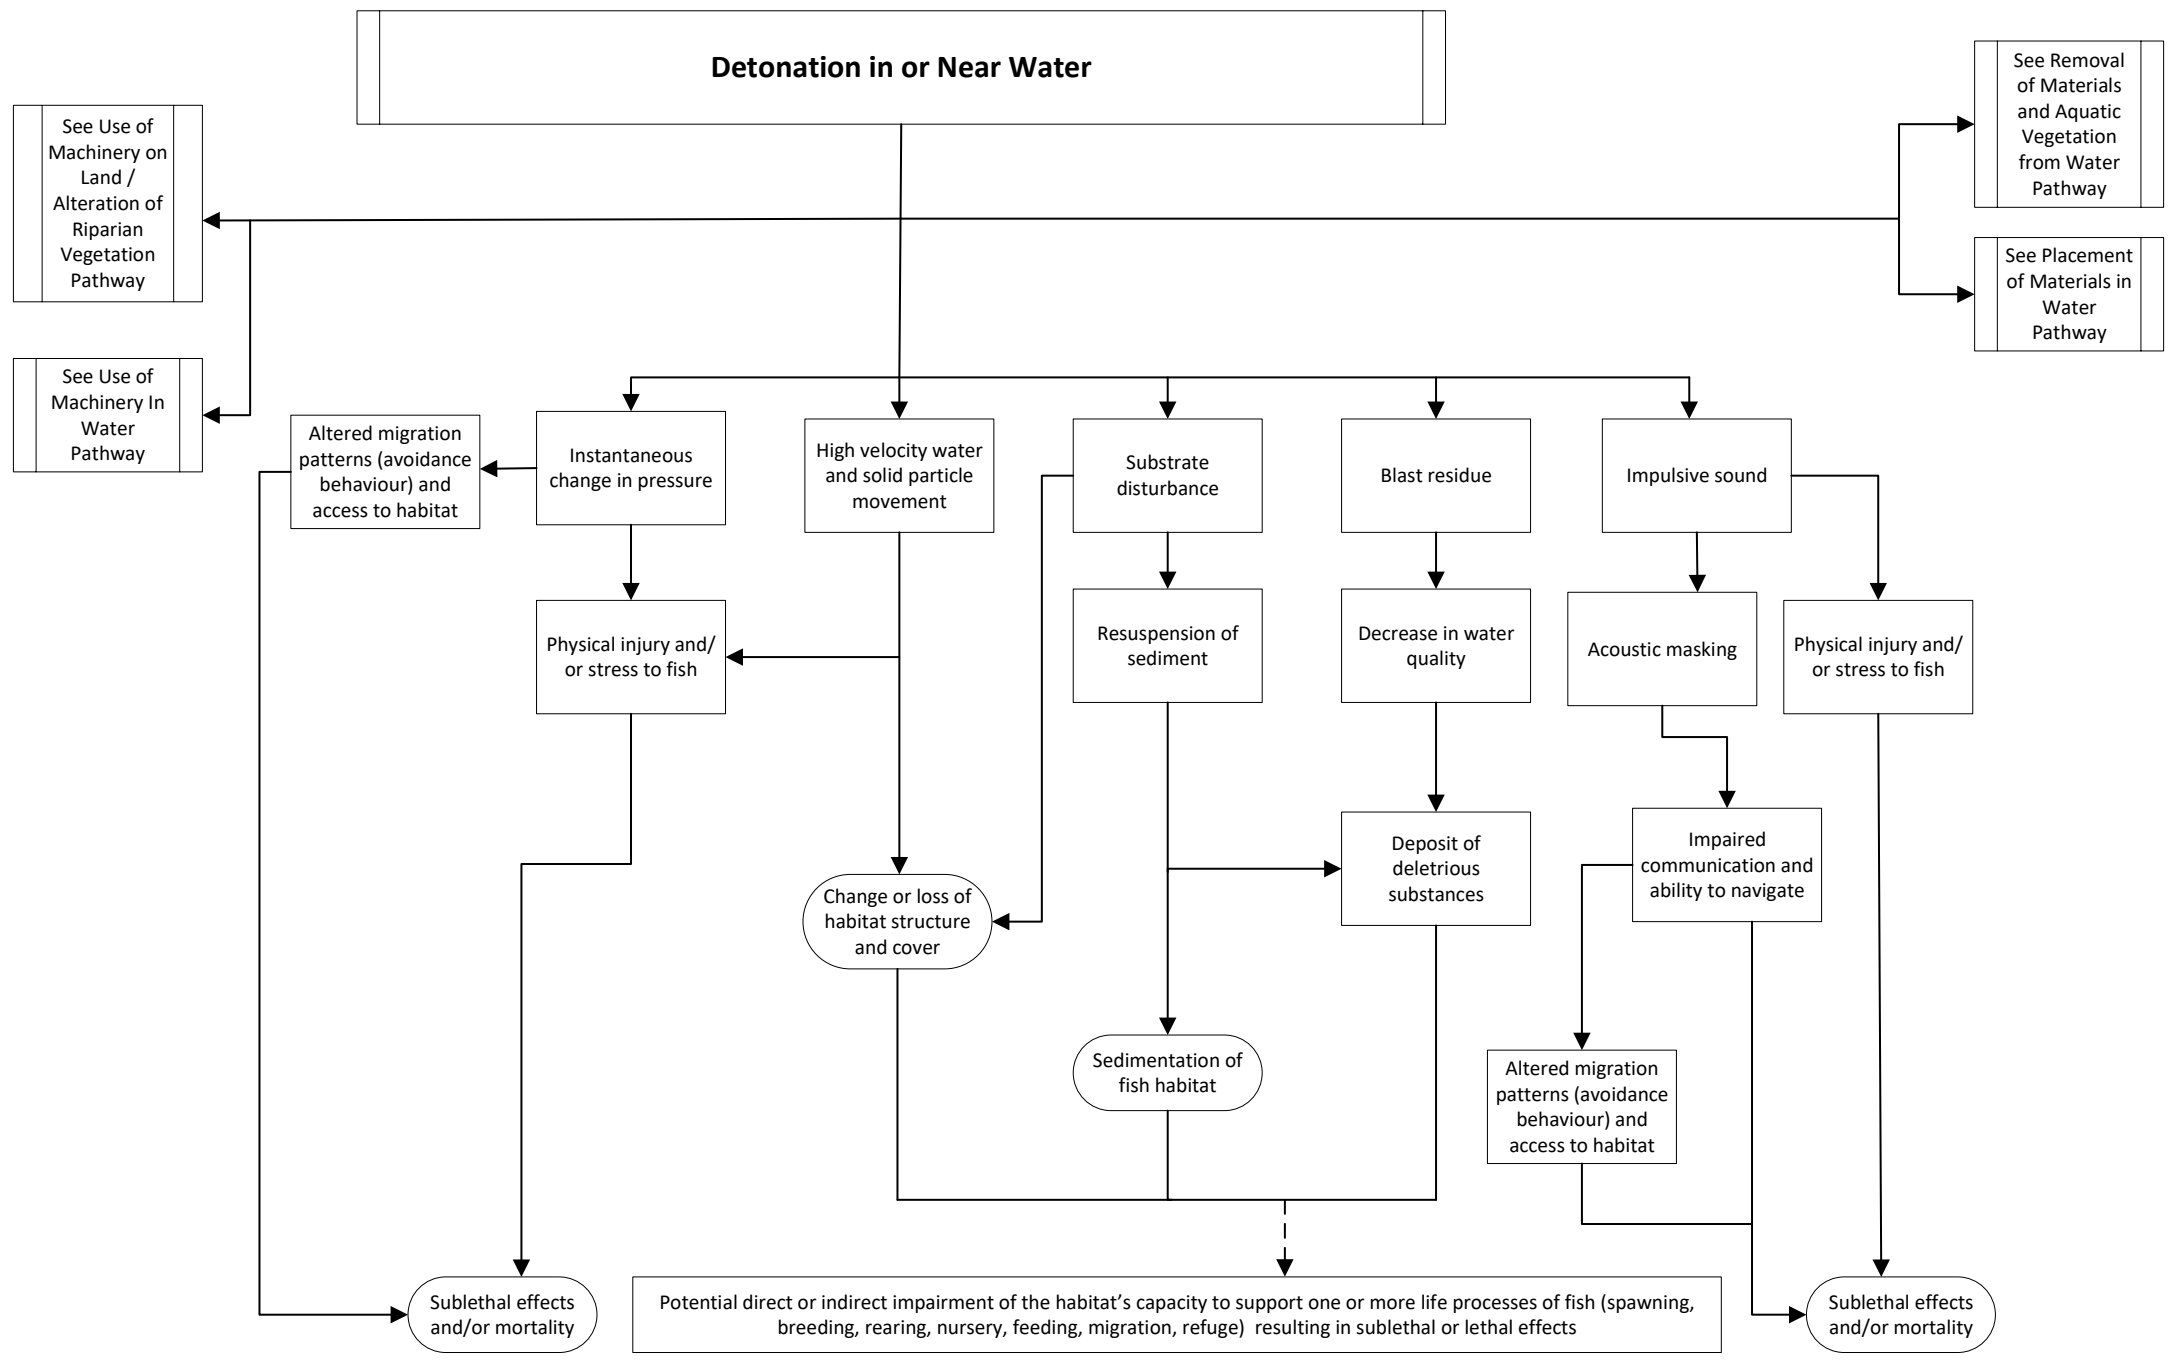 Detonation in or Near Water
See Use of
Machinery on
Land /
Alteration of
Riparian
Vegetation
Pathway
See Removal
of Materials
and Aquatic
Vegetation
from Water
Pathway
See Placement
of Materials in
Water
Pathway
See Use of
Machinery In
Water
Pathway
Altered migration
patterns (avoidance
behaviour) and
access to habitat
Instantaneous
change in pressure
High velocity water
and solid particle
movement
Substrate
disturbance
Blast residue
Impulsive sound
Physical injury and/
or stress to fish
Resuspension of
sediment
Decrease in water
quality
Acoustic masking
Physical injury and/
or stress to fish
Change or loss of
habitat structure
and cover
Deposit of
deletrious
substances
Impaired
communication and
ability to navigate
Sedimentation of
fish habitat
Altered migration
patterns (avoidance
behaviour) and
access to habitat
Sublethal effects
and/or mortality
Potential direct or indirect impairment of the habitat’s capacity to support one or more life processes of fish (spawning,
breeding, rearing, nursery, feeding, migration, refuge) resulting in sublethal or lethal effects
Sublethal effects
and/or mortality